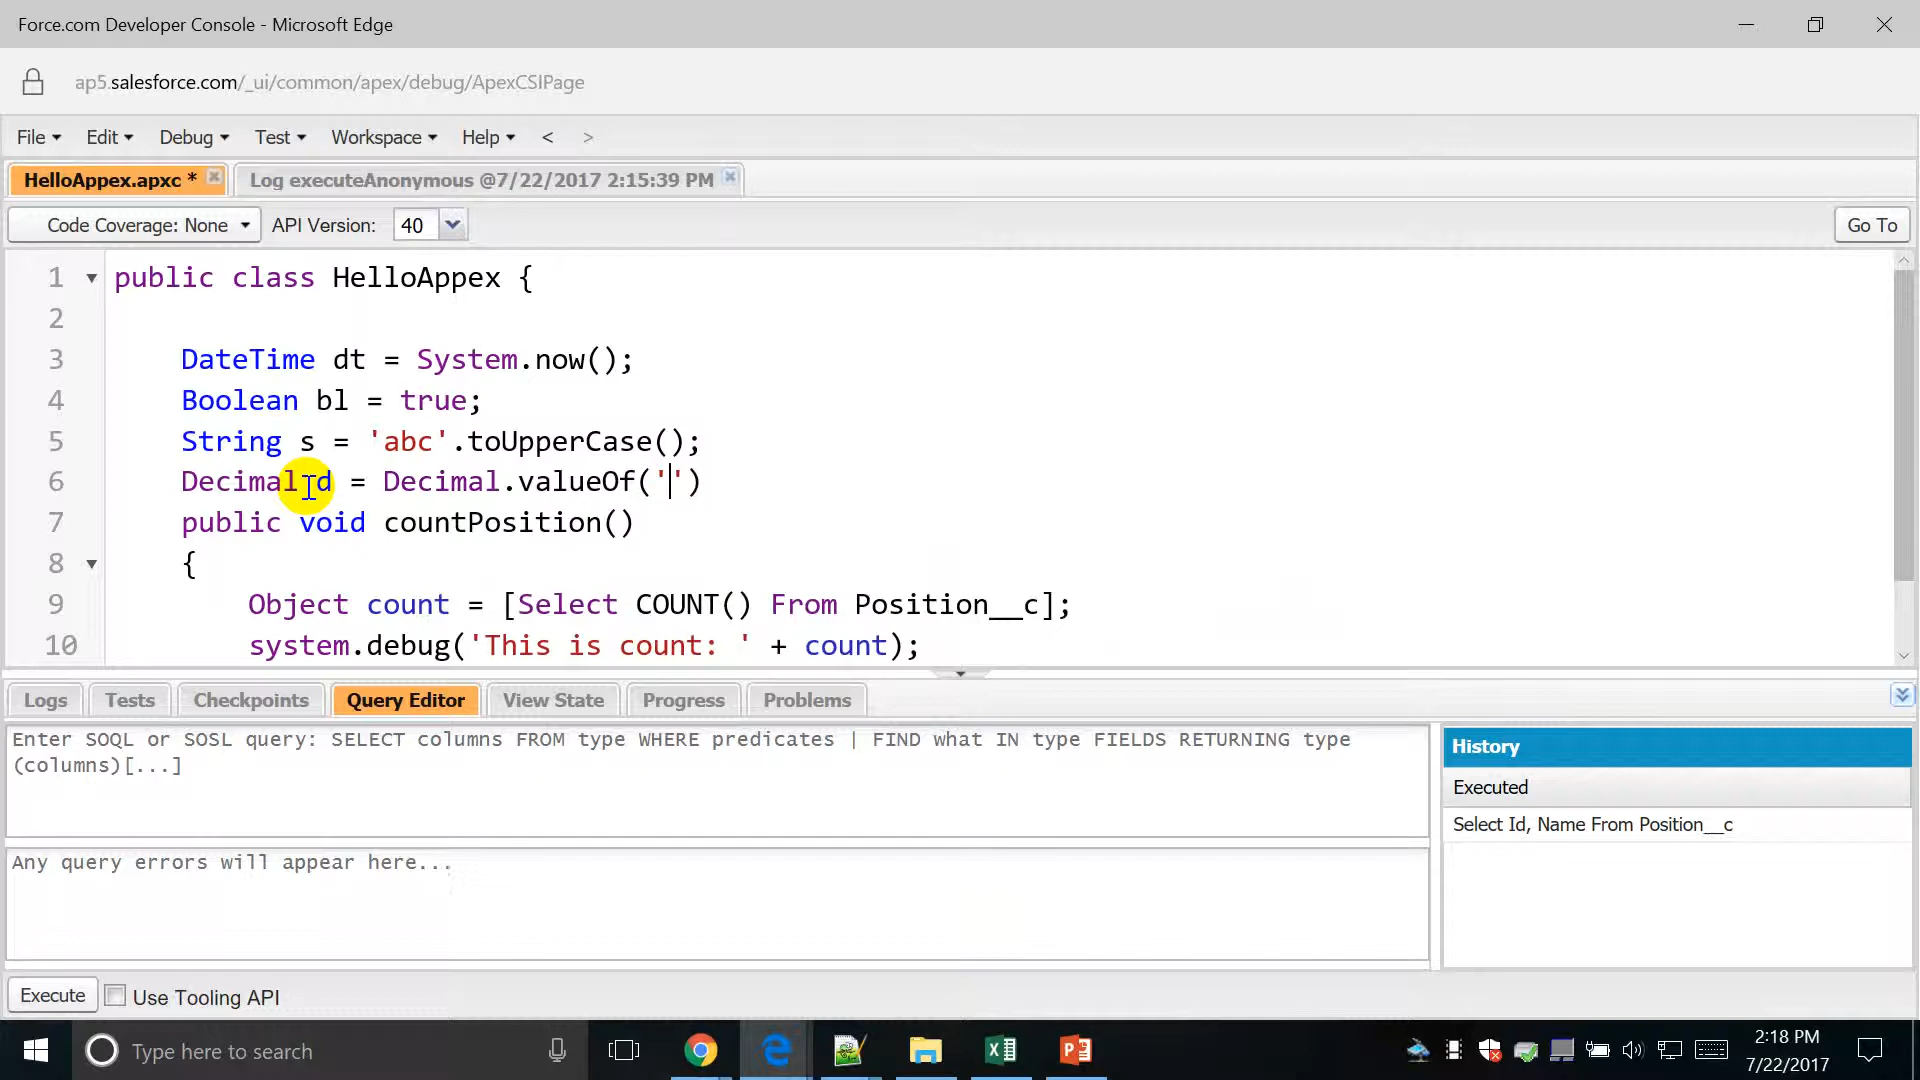 Force.com Developer Console - Microsoft Edge
ap5.salesforce.com/_ui/common/apex/debug/ApexCSIPage
File Edit Debug Test Workspace Help < >
HelloAppex.apxc * Log executeAnonymous @7/22/2017 2:15:39 PM
Code Coverage: None API Version: 40 Go To
1 public class HelloAppex {
2
3 DateTime dt = System.now();
4 Boolean bl = true;
5 String s = 'abc'.toUpperCase();
6 Decimal d = Decimal.valueOf('')
7 public void countPosition()
8 {
9 Object count = [Select COUNT() From Position__c];
10 system.debug('This is count: ' + count);
Logs Tests Checkpoints Query Editor View State Progress Problems
Enter SOQL or SOSL query: SELECT columns FROM type WHERE predicates | FIND what IN type FIELDS RETURNING type
(columns)[...]
History
Executed
Select Id, Name From Position__c
Any query errors will appear here...
Execute Use Tooling API
Type here to search
2:18 PM
7/22/2017